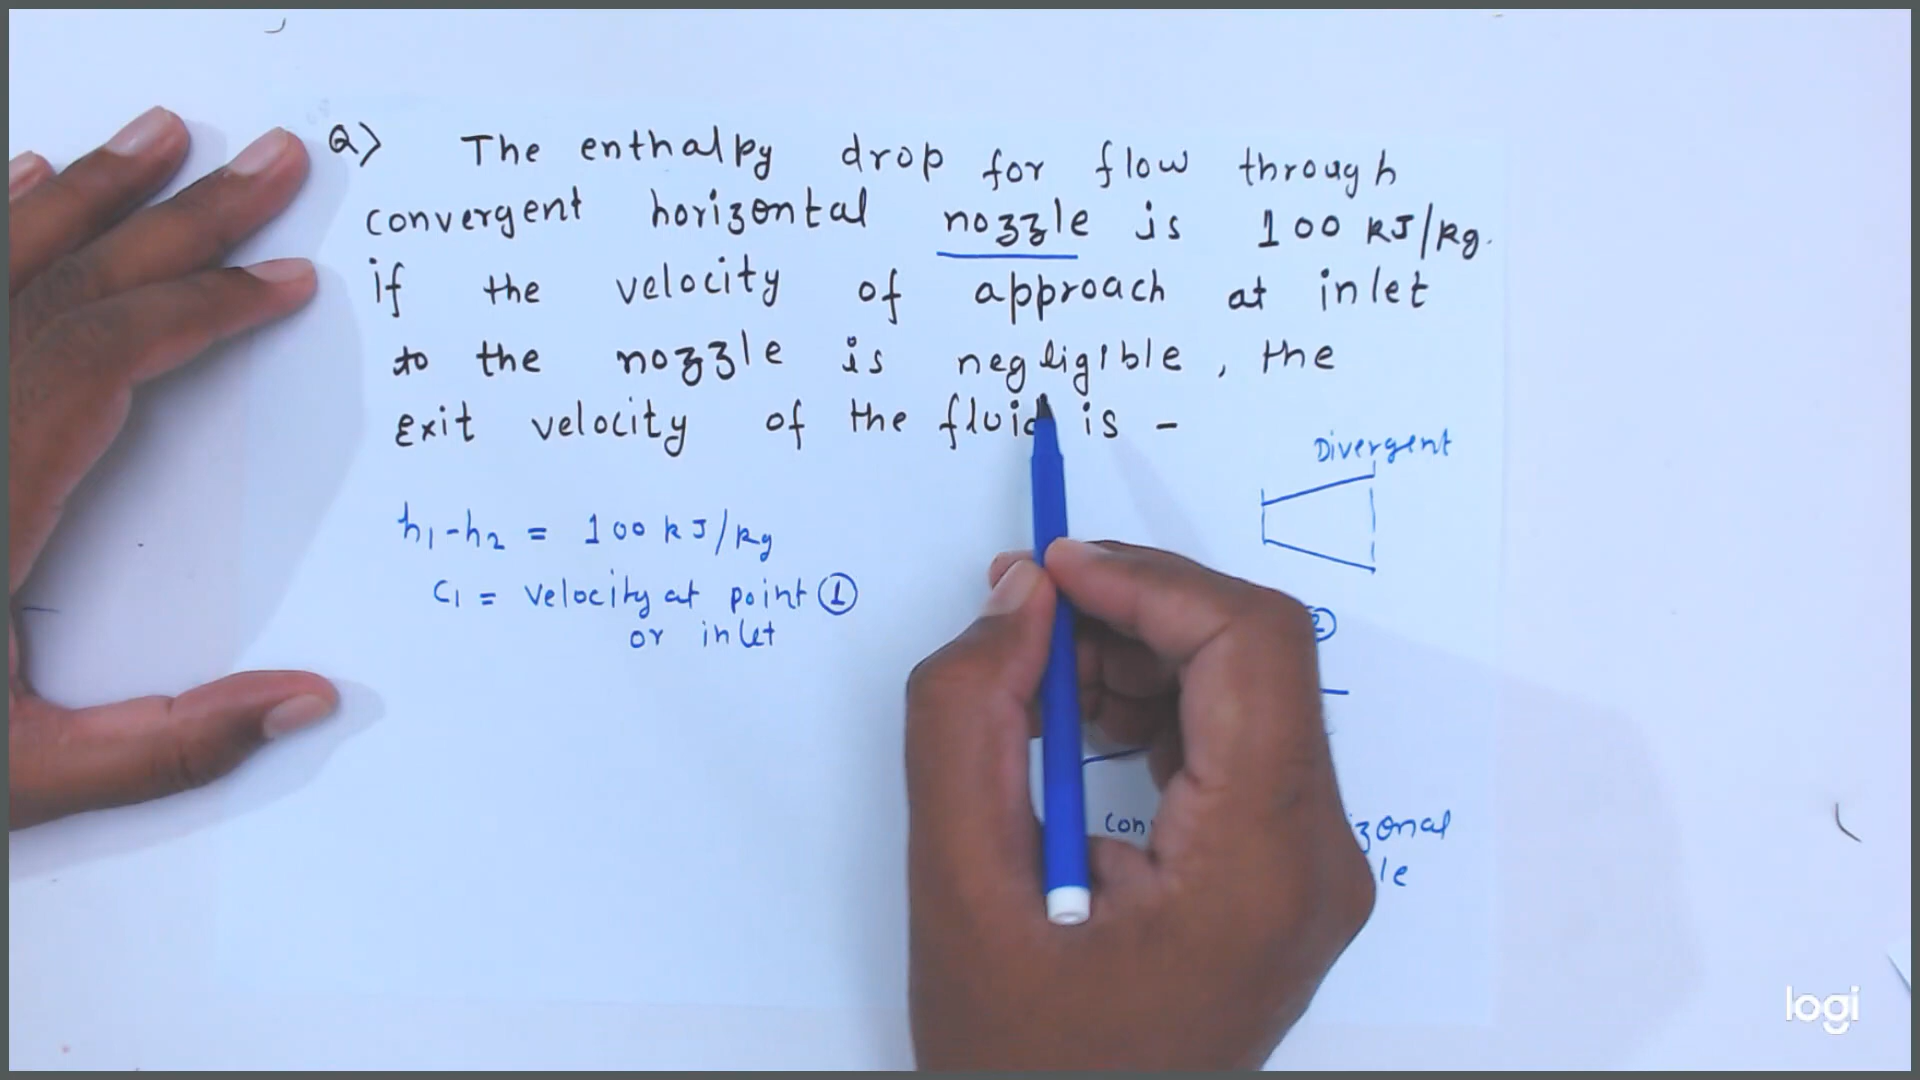 Q> The enthalpy drop for flow through
convergent horizontal nozzle is 100 kJ/kg.
if the velocity of approach at inlet
to the nozzle is negligible, the
exit velocity of the fluid is -
Divergent
h1-h2 = 100 kJ/kg
C1 = velocity at point ①
or inlet
②
logi